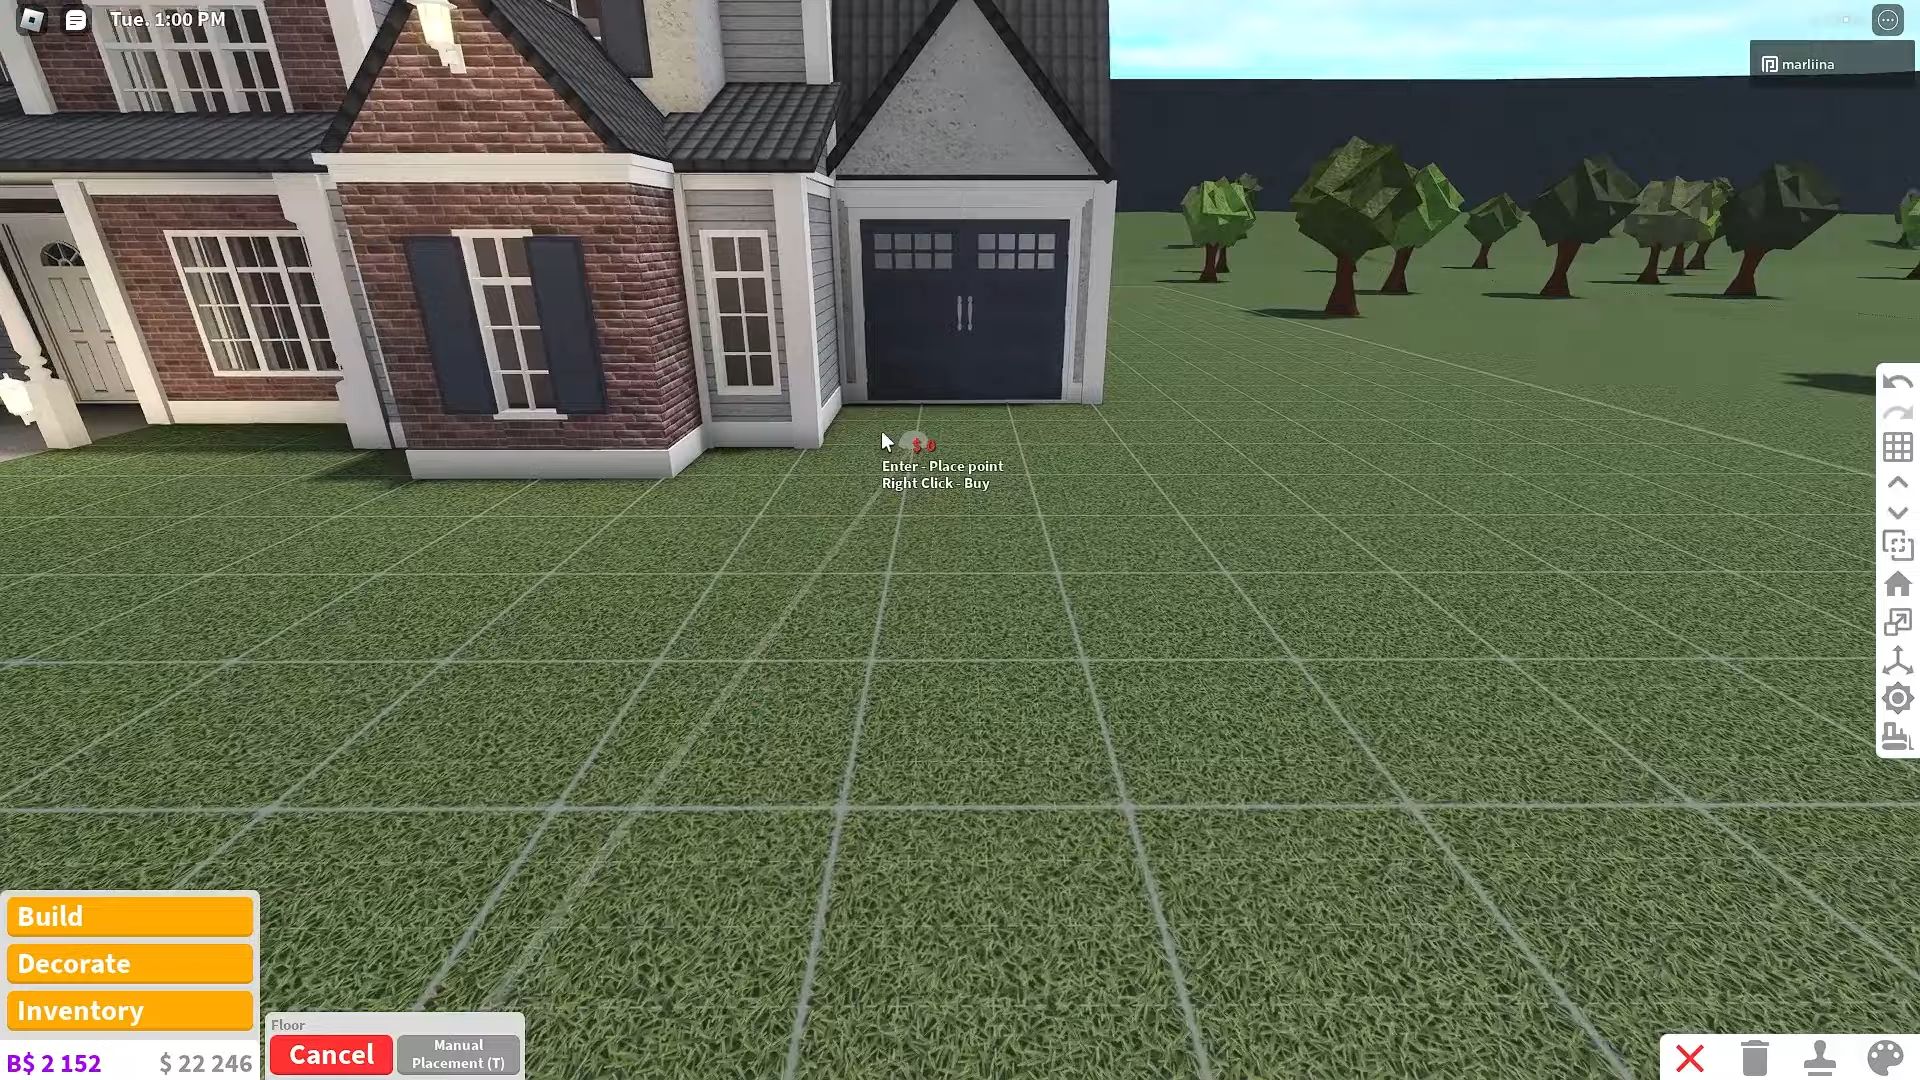 Tue. 1:00 PM
marliina
$ 0
Enter - Place point
Right Click - Buy
Build
Decorate
Inventory
Floor
Cancel
Manual
Placement (T)
B$ 2 152
$ 22 246